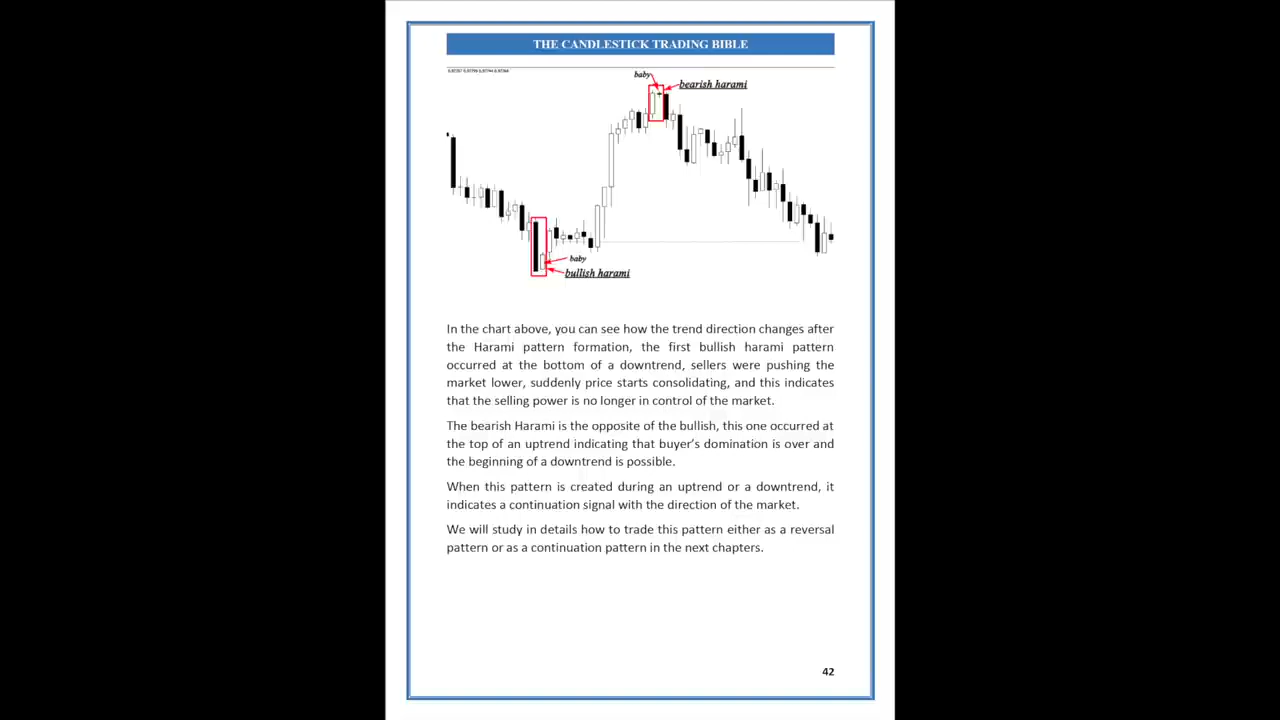 THE CANDLESTICK TRADING BIBLE
baby
bearish harami
baby
bullish harami
In the chart above, you can see how the trend direction changes after
the Harami pattern formation, the first bullish harami pattern
occurred at the bottom of a downtrend, sellers were pushing the
market lower, suddenly price starts consolidating, and this indicates
that the selling power is no longer in control of the market.
The bearish Harami is the opposite of the bullish, this one occurred at
the top of an uptrend indicating that buyer's domination is over and
the beginning of a downtrend is possible.
When this pattern is created during an uptrend or a downtrend, it
indicates a continuation signal with the direction of the market.
We will study in details how to trade this pattern either as a reversal
pattern or as a continuation pattern in the next chapters.
42